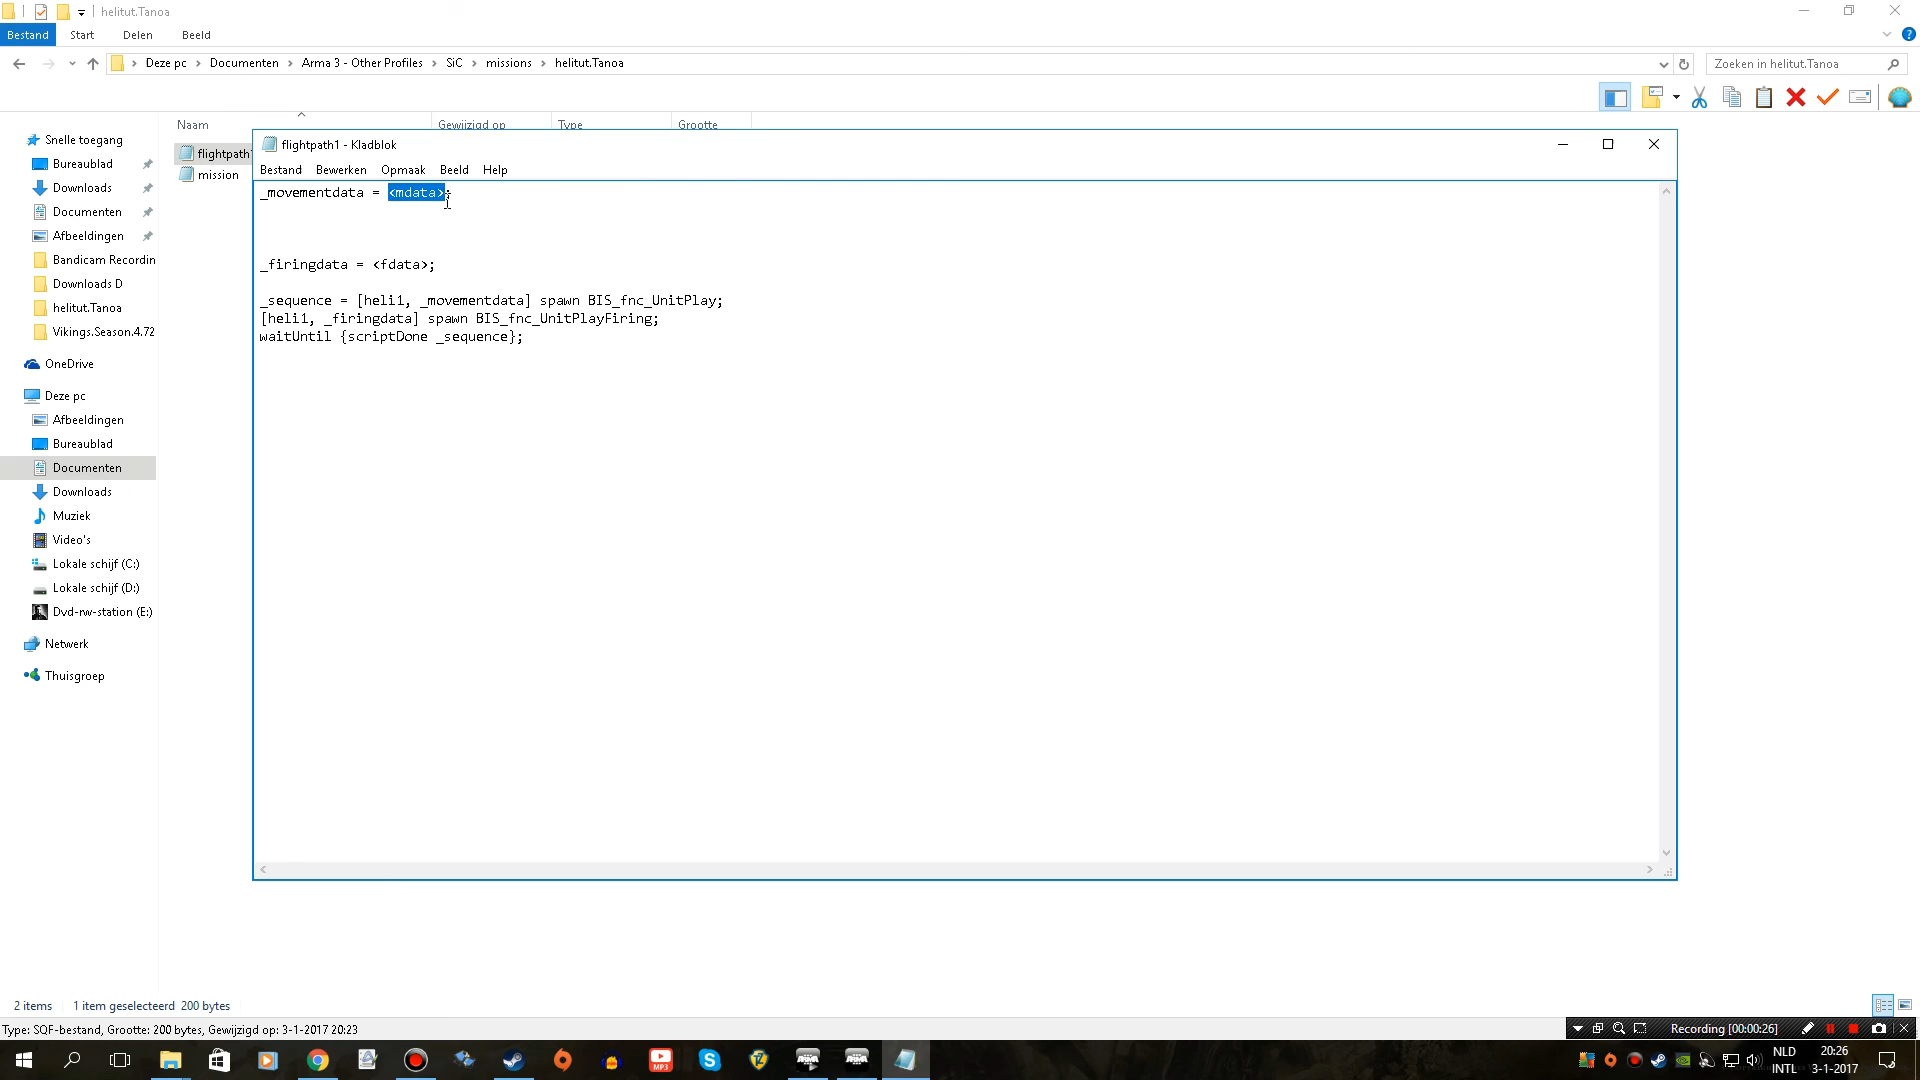 helitut.Tanoa
Bestand Start Delen Beeld
Deze pc Documenten Arma 3 - Other Profiles SiC missions helitut.Tanoa
Zoeken in helitut.Tanoa
Naam Gewijzigd op Type Grootte
flightpath1
mission
Snelle toegang
Bureaublad
Downloads
Documenten
Afbeeldingen
Bandicam Recordin
Downloads D
helitut.Tanoa
Vikings.Season.4.72
OneDrive
Deze pc
Afbeeldingen
Bureaublad
Documenten
Downloads
Muziek
Video's
Lokale schijf (C:)
Lokale schijf (D:)
Dvd-rw-station (E:)
Netwerk
Thuisgroep
flightpath1 - Kladblok
Bestand Bewerken Opmaak Beeld Help
_movementdata = <mdata>;
_firingdata = <fdata>;
_sequence = [heli1, _movementdata] spawn BIS_fnc_UnitPlay;
[heli1, _firingdata] spawn BIS_fnc_UnitPlayFiring;
waitUntil {scriptDone _sequence};
2 items 1 item geselecteerd 200 bytes
Type: SQF-bestand, Grootte: 200 bytes, Gewijzigd op: 3-1-2017 20:23
Recording [00:00:26]
MP3
NLD
INTL
20:26
3-1-2017